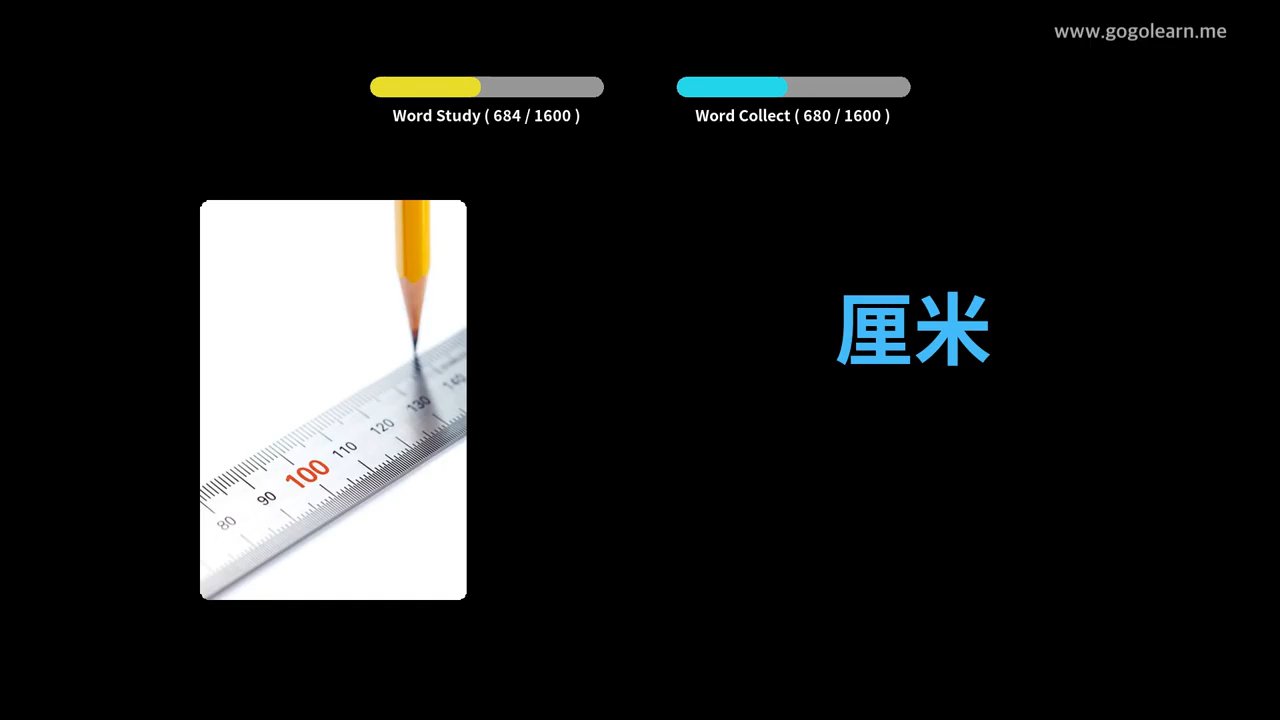 www.gogolearn.me
Word Study ( 684 / 1600 )
Word Collect ( 680 / 1600 )
厘米
80
90
100
110
120
130
140